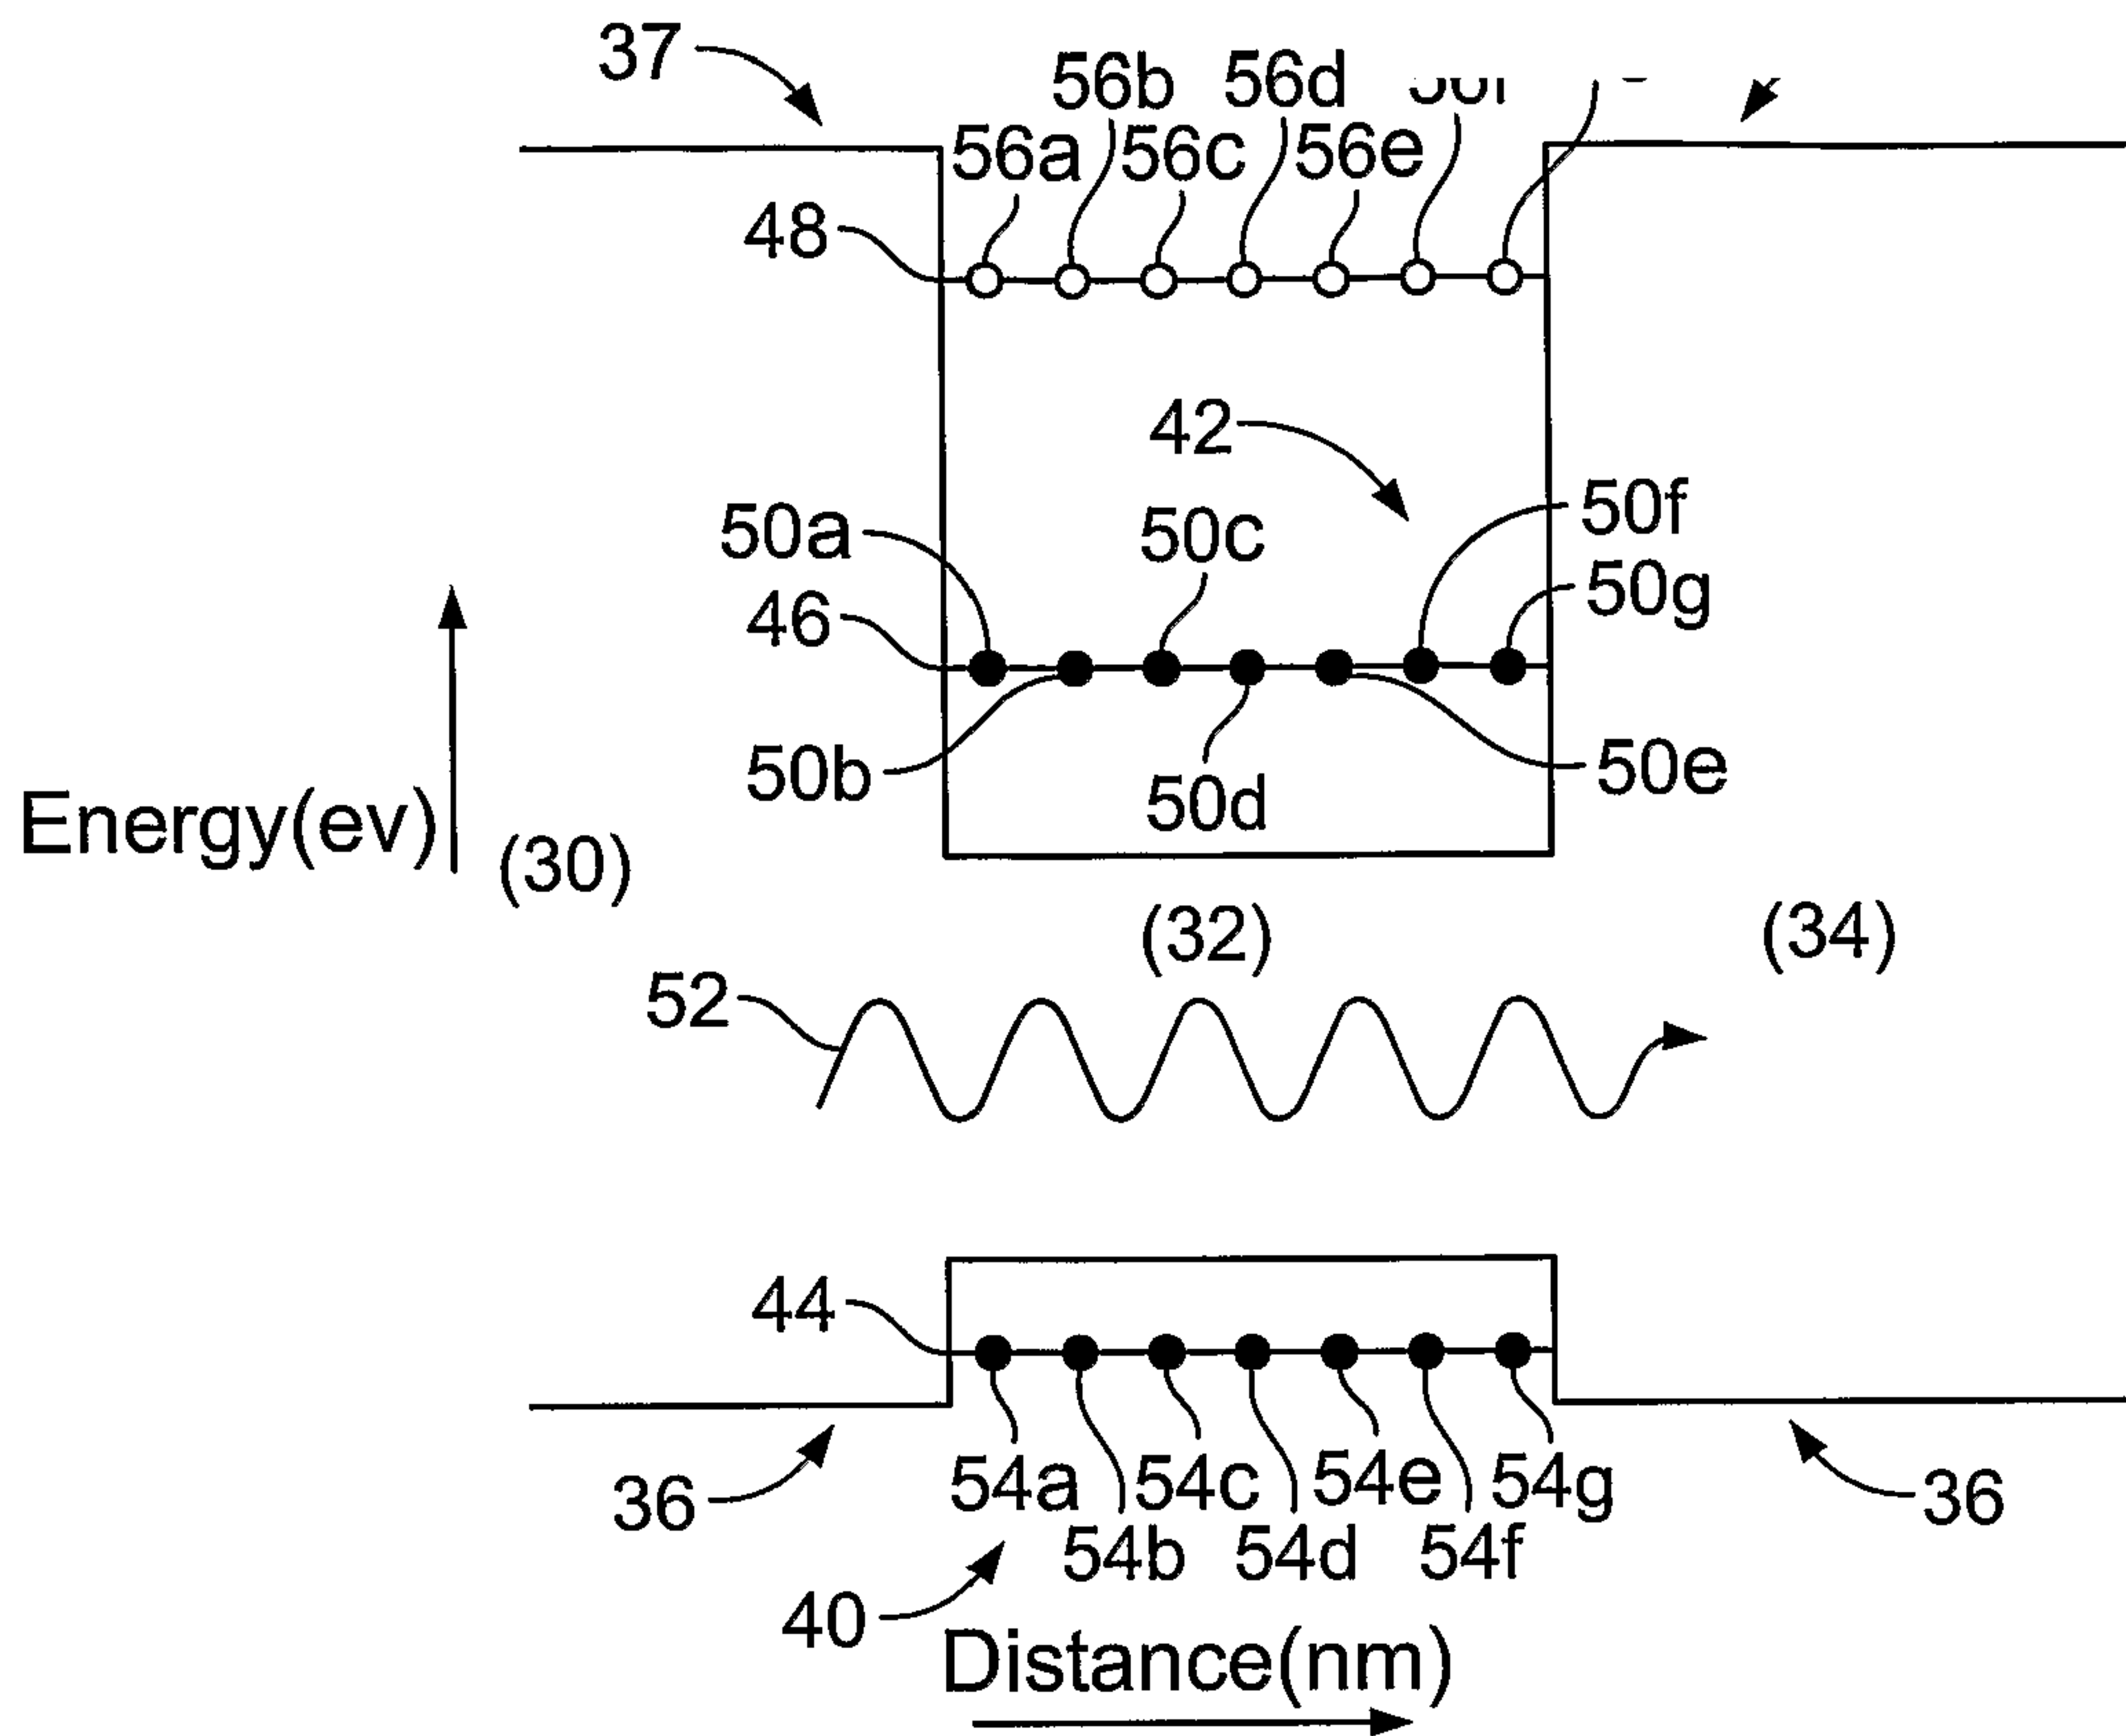 37
56b 56d
56a 56c 56e
48
42
50a 50c 50f
46 50g
50b 50d 50e
Energy(ev)
(30)
(32) (34)
52
44
36 54a 54c 54e 54g 36
54b 54d 54f
40
Distance(nm)